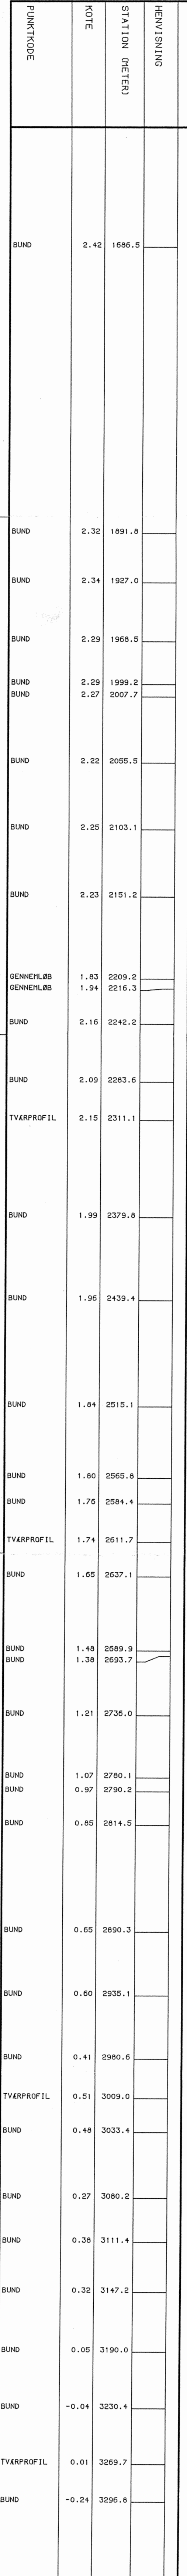 PUNKTKODE KOTE STATION (METER) HENVISNING
BUND 2.42 1686.5
BUND 2.32 1891.8
BUND 2.34 1927.0
BUND 2.29 1968.5
BUND 2.29 1999.2
BUND 2.27 2007.7
BUND 2.22 2055.5
BUND 2.25 2103.1
BUND 2.23 2151.2
GENNEMLØB 1.83 2209.2
GENNEMLØB 1.94 2216.3
BUND 2.16 2242.2
BUND 2.09 2283.6
TVÆRPROFIL 2.15 2311.1
BUND 1.99 2379.8
BUND 1.96 2439.4
BUND 1.84 2515.1
BUND 1.80 2565.8
BUND 1.76 2584.4
TVÆRPROFIL 1.74 2611.7
BUND 1.65 2637.1
BUND 1.48 2689.9
BUND 1.38 2693.7
BUND 1.21 2736.0
BUND 1.07 2780.1
BUND 0.97 2790.2
BUND 0.85 2814.5
BUND 0.65 2890.3
BUND 0.60 2935.1
BUND 0.41 2980.6
TVÆRPROFIL 0.51 3009.0
BUND 0.48 3033.4
BUND 0.27 3080.2
BUND 0.38 3111.4
BUND 0.32 3147.2
BUND 0.05 3190.0
BUND -0.04 3230.4
TVÆRPROFIL 0.01 3269.7
BUND -0.24 3296.8